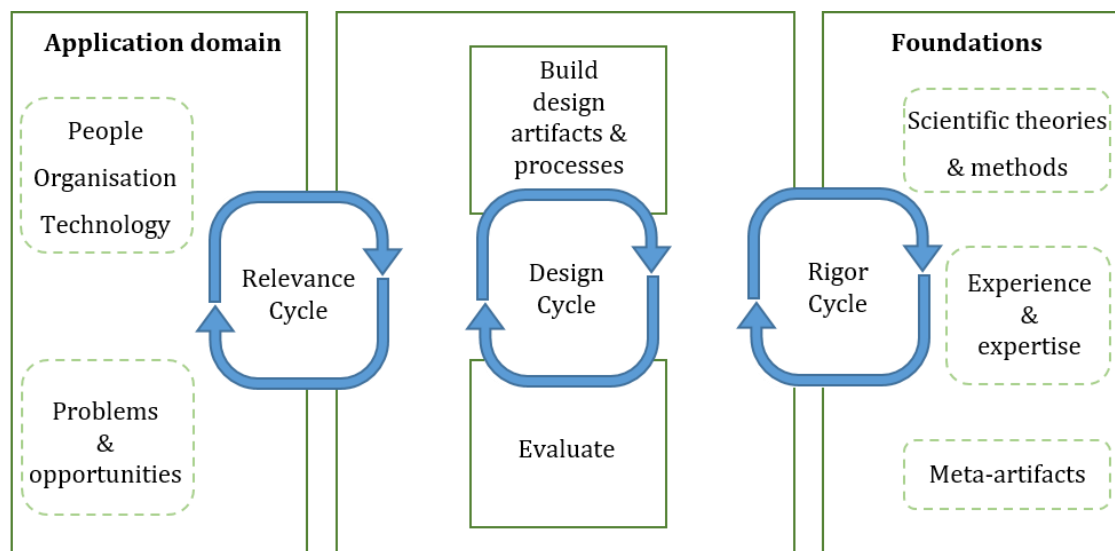 Application domain
People
Organisation
Technology
Problems
&
opportunities
Relevance
Cycle
Build
design
artifacts &
processes
Design
Cycle
Evaluate
Rigor
Cycle
Foundations
Scientific theories
& methods
Experience
&
expertise
Meta-artifacts